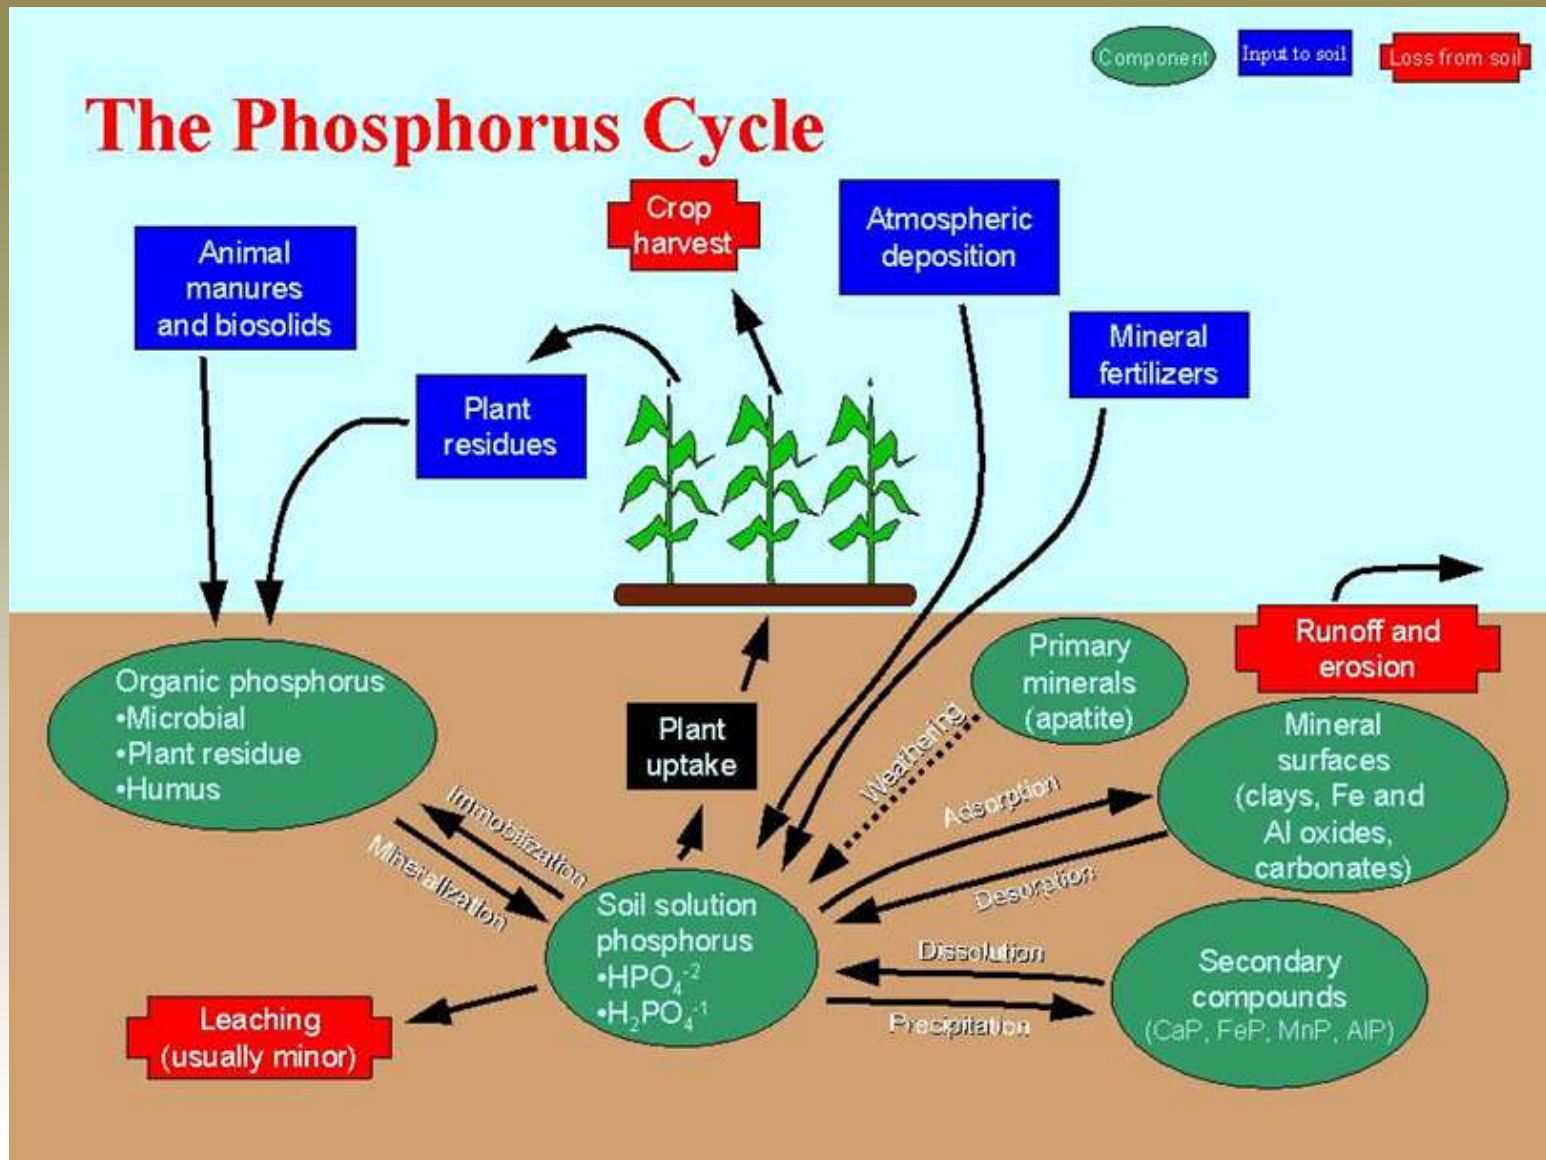 Component
Input to soil
Loss from soil
The Phosphorus Cycle
Crop
harvest
Atmospheric
deposition
Animal
manures
and biosolids
Mineral
fertilizers
Plant
residues
Runoff and
erosion
Primary
minerals
(apatite)
Organic phosphorus
•Microbial
•Plant residue
•Humus
Plant
uptake
Weathering
Mineral
surfaces
(clays, Fe and
Al oxides,
carbonates)
Adsorption
Desorption
Immobilization
Mineralization
Soil solution
phosphorus
•HPO₄⁻²
•H₂PO₄⁻¹
Dissolution
Precipitation
Secondary
compounds
(CaP, FeP, MnP, AlP)
Leaching
(usually minor)